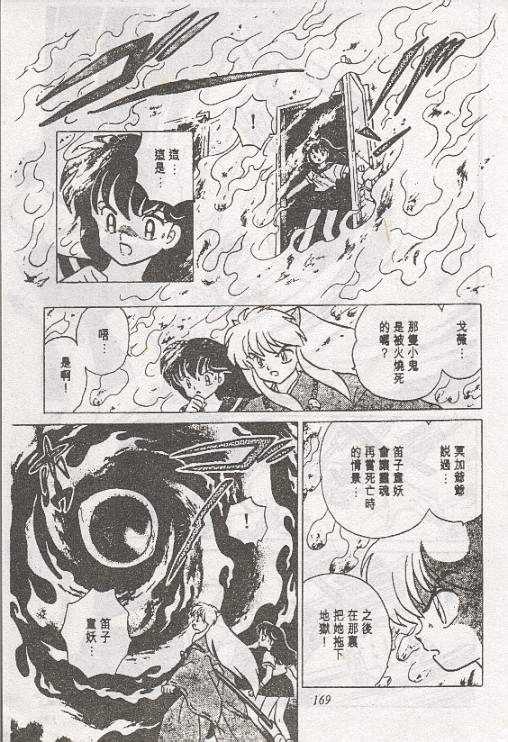 ！
這…
這是…
戈薇…
那隻小鬼
是被火燒死
的嗎？
唔…
是啊！
冥加爺爺
說過…
笛子童妖
會讓靈魂
再嘗死亡時
的情景…
之後
在那裏
把她拖下
地獄！
！
笛子
童妖…
169